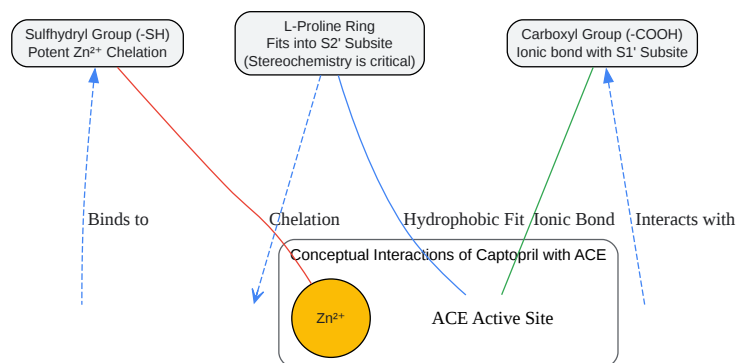 Sulfhydryl Group (-SH)
Potent Zn²⁺ Chelation
L-Proline Ring
Fits into S2' Subsite
(Stereochemistry is critical)
Carboxyl Group (-COOH)
Ionic bond with S1' Subsite
Binds to
Chelation
Hydrophobic Fit
Ionic Bond
Interacts with
Conceptual Interactions of Captopril with ACE
Zn²⁺
ACE Active Site